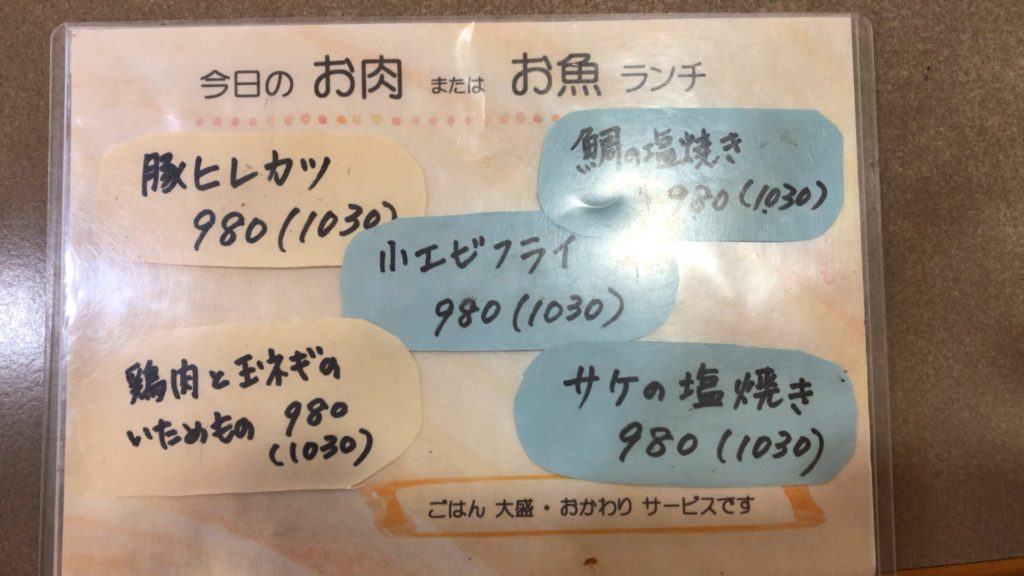 今日の お肉 または お魚 ランチ
豚ヒレカツ
980(1030)
鯛の塩焼き
980(1030)
小エビフライ
980(1030)
鶏肉と玉ネギの
いためもの 980
(1030)
サケの塩焼き
980(1030)
ごはん 大盛・おかわり サービスです